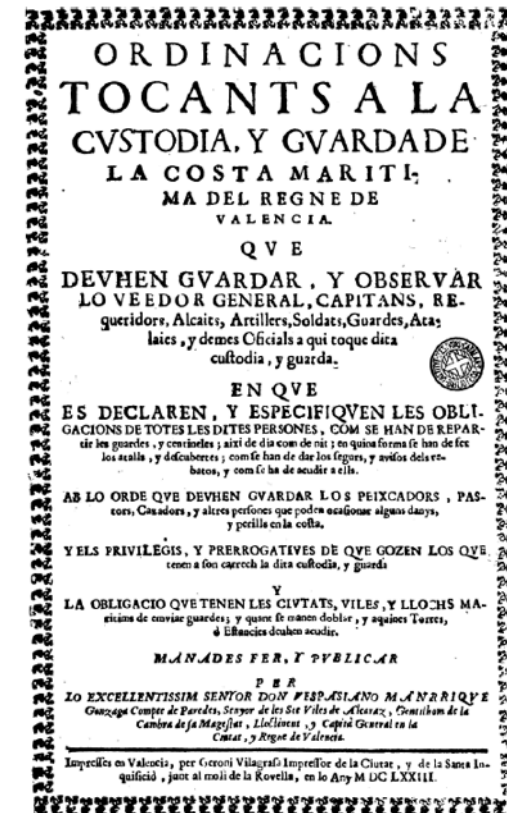 ORDINACIONS
TOCANTS A LA
CVSTODIA, Y GVARDA DE
LA COSTA MARITI-
MA DEL REGNE DE
VALENCIA.
QVE
DEVHEN GVARDAR, Y OBSERVAR
LO VEEDOR GENERAL, CAPITANS, RE-
queridors, Alcaits, Artillers, Soldats, Guardes, Ata-
laies, y demes Oficials a qui toque dita
custodia, y guarda.
EN QVE
ES DECLAREN, Y ESPECIFIQVEN LES OBLI-
GACIONS DE TOTES LES DITES PERSONES, COM SE HAN DE REPAR-
tir les guardes, y centineles; aixi de dia com de nit; en quina forma se han de fer
los atalls, y descubertes; com se han de dar los segurs, y avisos dels re-
batos, y com se ha de acudir a ells.
AB LO ORDE QVE DEVHEN GVARDAR LOS PEIXCADORS, PAS-
tors, Casadors, y altres persones que poden ocasionar alguns danys,
y perills en la costa.
Y ELS PRIVILEGIS, Y PRERROGATIVES DE QVE GOZEN LOS QVE
tenen a son carrech la dita custodia, y guarda
Y
LA OBLIGACIO QVE TENEN LES CIVTATS, VILES, Y LLOCHS MA-
ritims de enviar guardes; y quant se manen doblar, y aquines Torres,
ò Estancies deuhen acudir.
MANADES FER, Y PVBLICAR
PER
LO EXCELLENTISSIM SENYOR DON VESPASIANO MANRRIQVE
Gonzaga Compte de Paredes, Senyor de les Set Viles de Alcaraz, Gentilhom de la
Cambra de sa Magestat, Llochtinent, y Capità General en la
Ciutat, y Regne de Valencia.
Impresses en Valencia, per Geroni Vilagrasa Impressor de la Ciutat, y de la Santa In-
quisició, junt al moli de la Rovella, en lo Any M DC LXXIII.